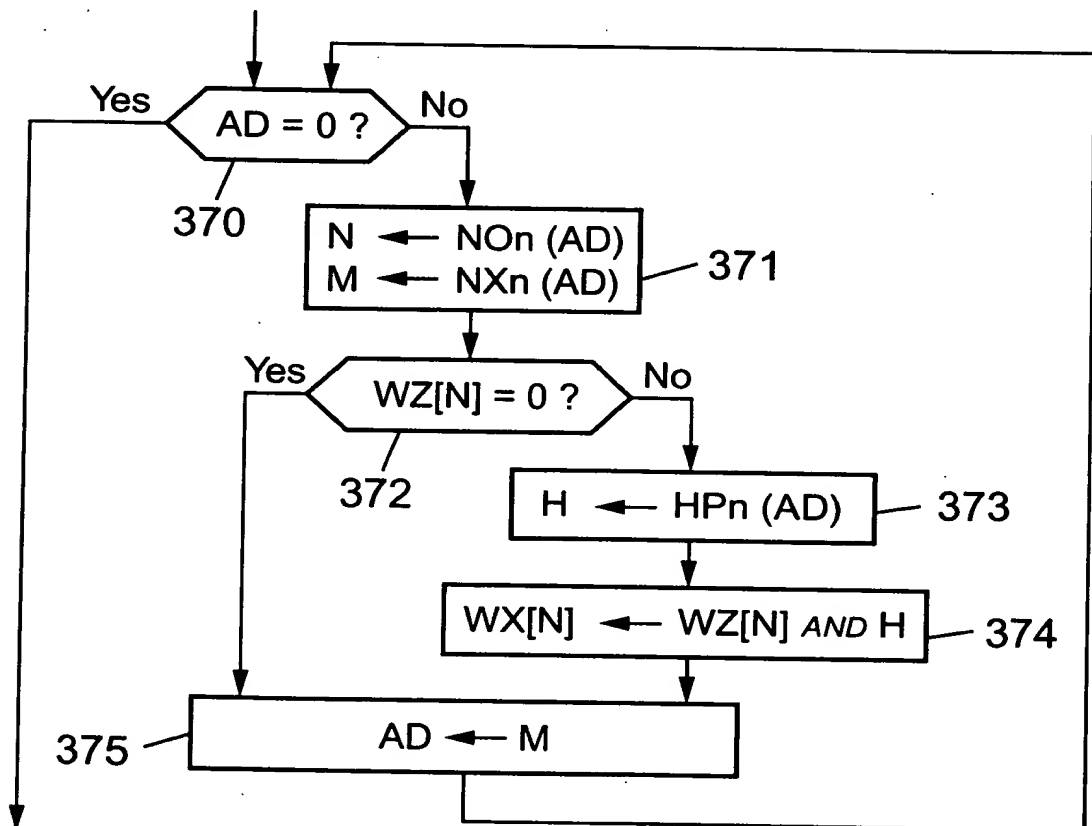 Yes
AD = 0 ?
No
370
N ← NOn (AD)
M ← NXn (AD)
371
Yes
WZ[N] = 0 ?
No
372
H ← HPn (AD)
373
WX[N] ← WZ[N] AND H
374
375
AD ← M